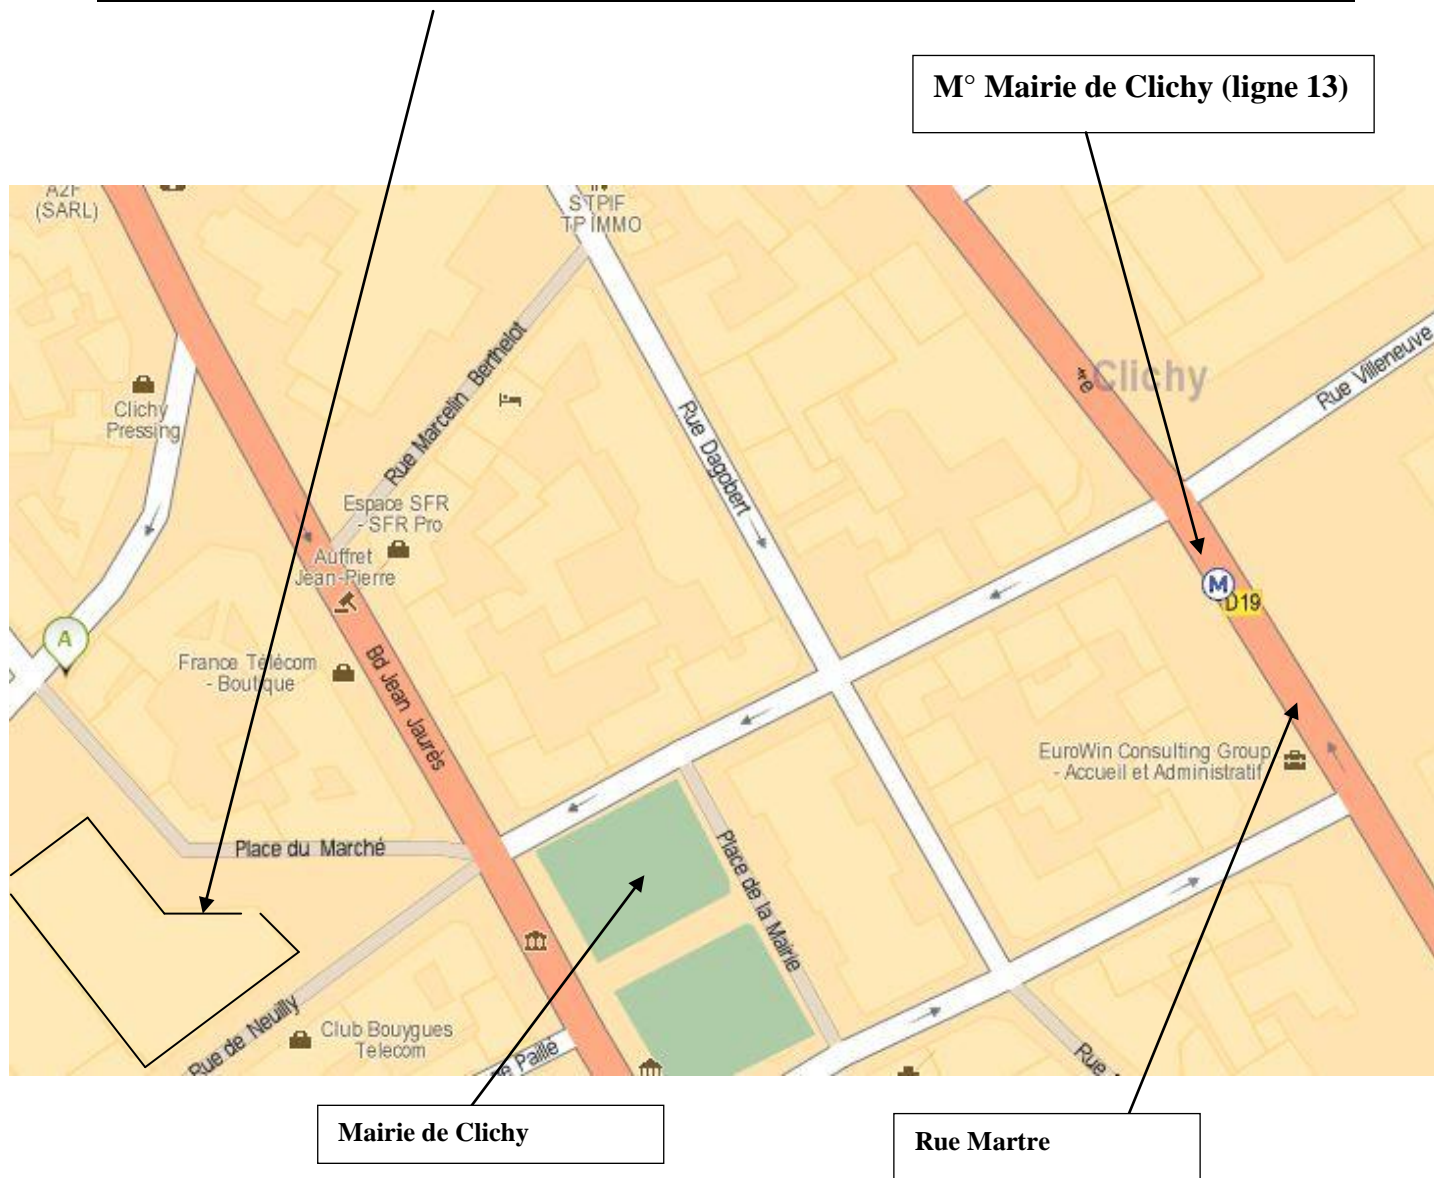 M° Mairie de Clichy (ligne 13)
A2F
(SARL)
STPIF
TP IMMO
Clichy
Rue Villeneuve
Clichy
Pressing
Rue Marcelin Berthelot
Rue Dagobert
Espace SFR
- SFR Pro
Auffret
Jean-Pierre
M
D19
A
France Télécom
- Boutique
Bd Jean Jaurès
EuroWin Consulting Group
- Accueil et Administratif
Place du Marché
Place de la Mairie
Rue de Neuilly
Club Bouygues
Telecom
Paillé
Rue
Mairie de Clichy
Rue Martre